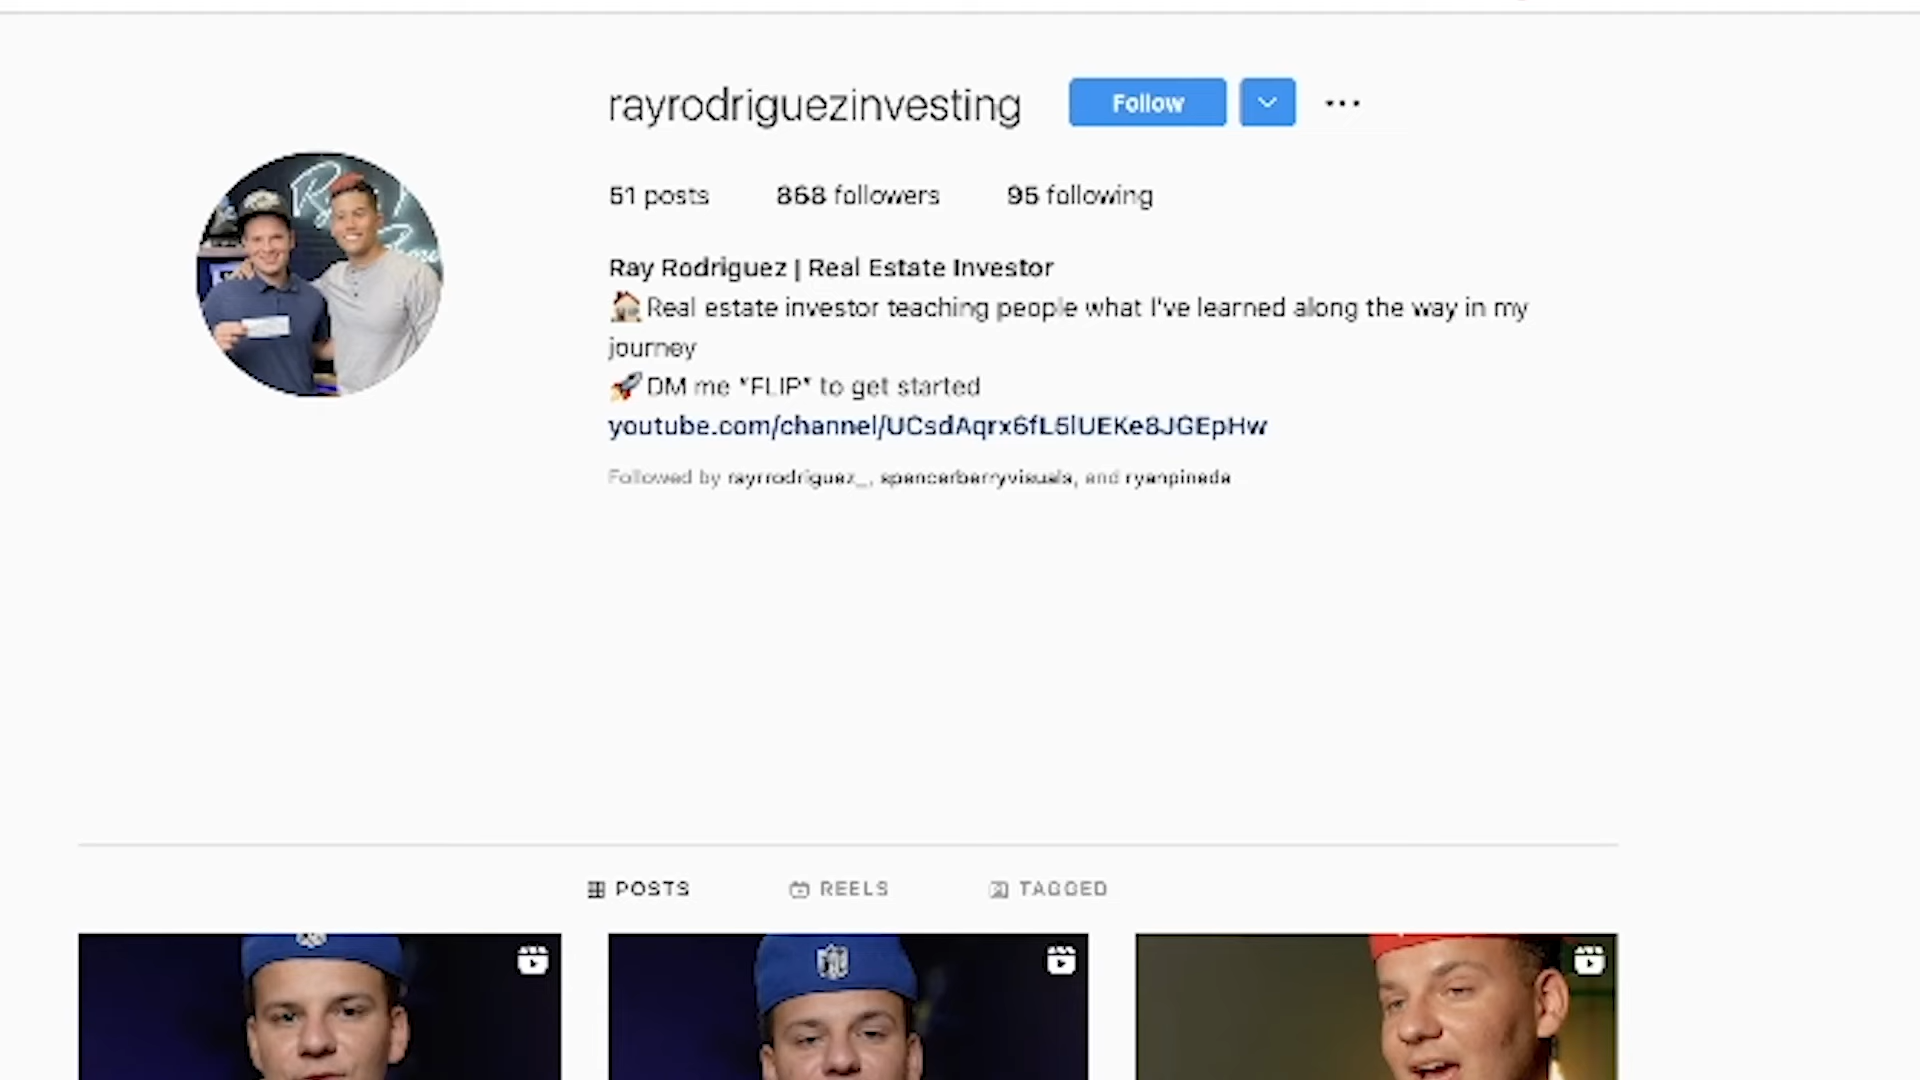 rayrodriguezinvesting Follow
51 posts 868 followers 95 following
Ray Rodriguez | Real Estate Investor
🏠Real estate investor teaching people what I've learned along the way in my
journey
🚀DM me *FLIP* to get started
youtube.com/channel/UCsdAqrx6fL5lUEKe8JGEpHw
Followed by rayrrodriguez_, spencerberryvisuals, and ryanpineda
POSTS REELS TAGGED